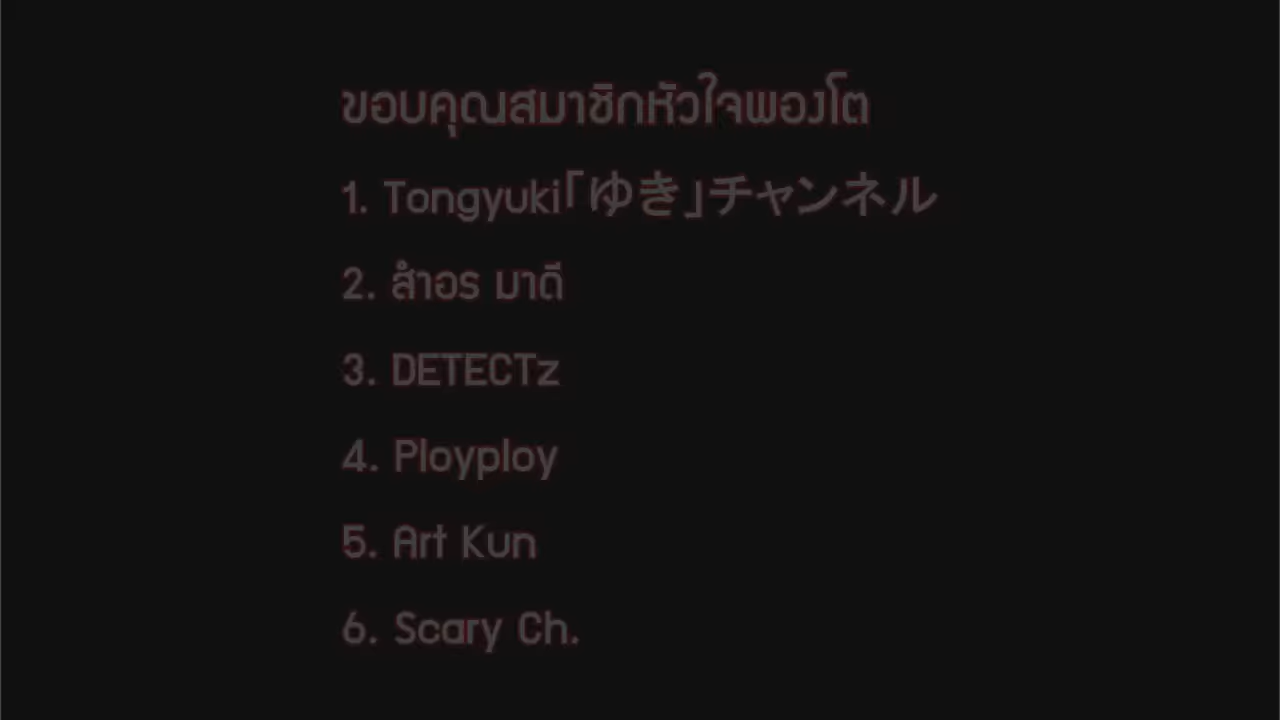 ขอบคุณสมาชิกหัวใจพองโต
1. Tongyuki「ゆき」チャンネル
2. สำอร มาดี
3. DETECTz
4. Ployploy
5. Art Kun
6. Scary Ch.